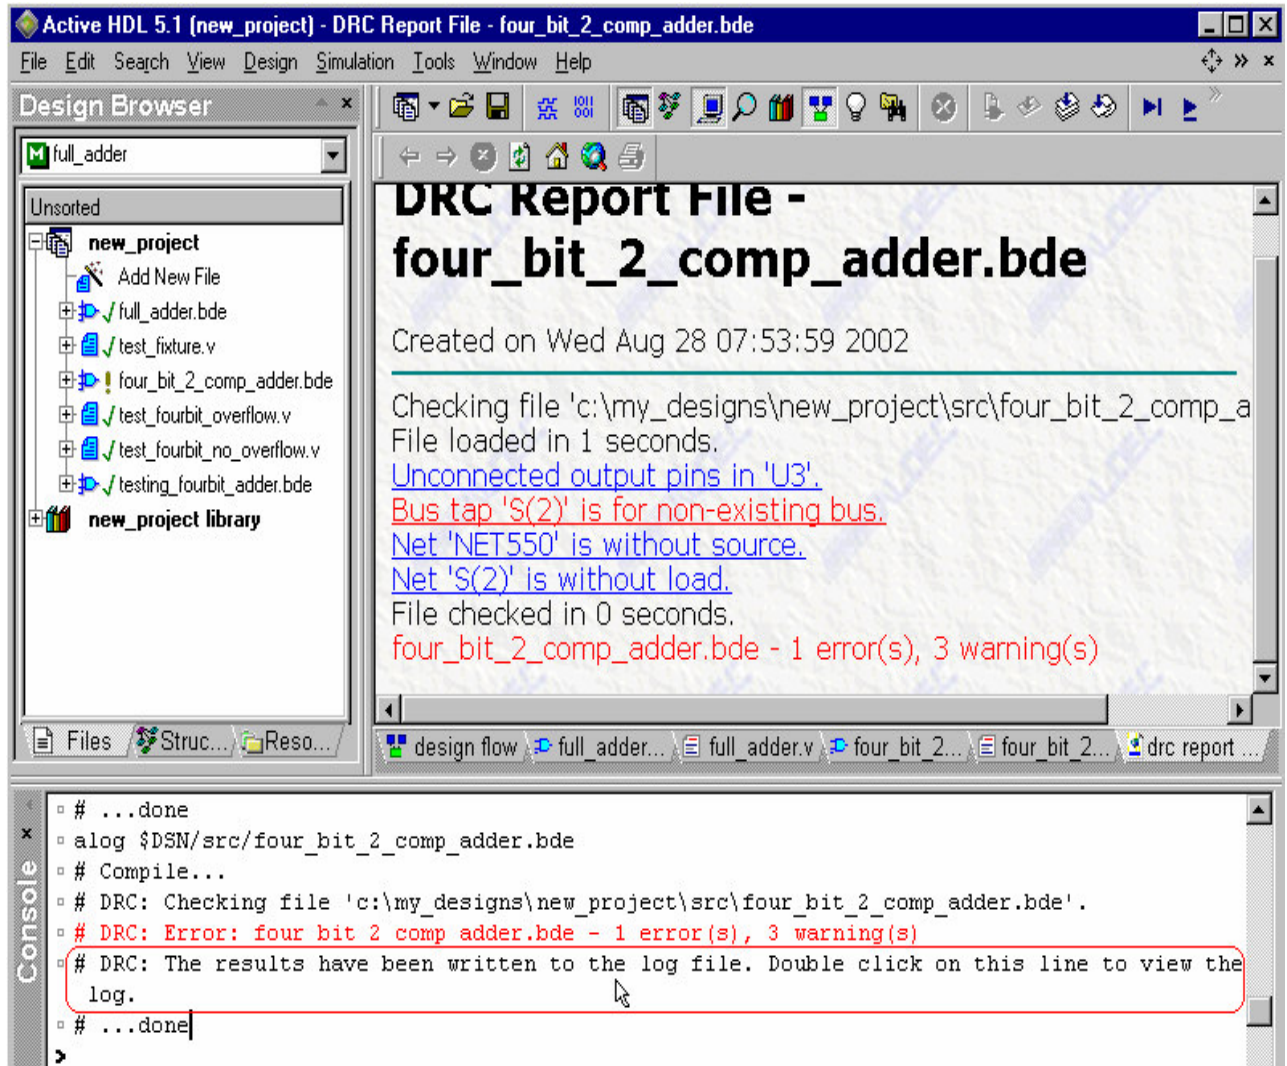 Active HDL 5.1 (new_project) - DRC Report File - four_bit_2_comp_adder.bde
File Edit Search View Design Simulation Tools Window Help
Design Browser
full_adder
Unsorted
new_project
Add New File
full_adder.bde
test_fixture.v
four_bit_2_comp_adder.bde
test_fourbit_overflow.v
test_fourbit_no_overflow.v
testing_fourbit_adder.bde
new_project library
Files Struc... Reso...
DRC Report File -
four_bit_2_comp_adder.bde
Created on Wed Aug 28 07:53:59 2002
Checking file 'c:\my_designs\new_project\src\four_bit_2_comp_a
File loaded in 1 seconds.
Unconnected output pins in 'U3'.
Bus tap 'S(2)' is for non-existing bus.
Net 'NET550' is without source.
Net 'S(2)' is without load.
File checked in 0 seconds.
four_bit_2_comp_adder.bde - 1 error(s), 3 warning(s)
design flow full_adder... full_adder.v four_bit_2... four_bit_2... drc report ...
Console
# ...done
alog $DSN/src/four_bit_2_comp_adder.bde
# Compile...
# DRC: Checking file 'c:\my_designs\new_project\src\four_bit_2_comp_adder.bde'.
# DRC: Error: four bit 2 comp adder.bde - 1 error(s), 3 warning(s)
# DRC: The results have been written to the log file. Double click on this line to view the
log.
# ...done
>